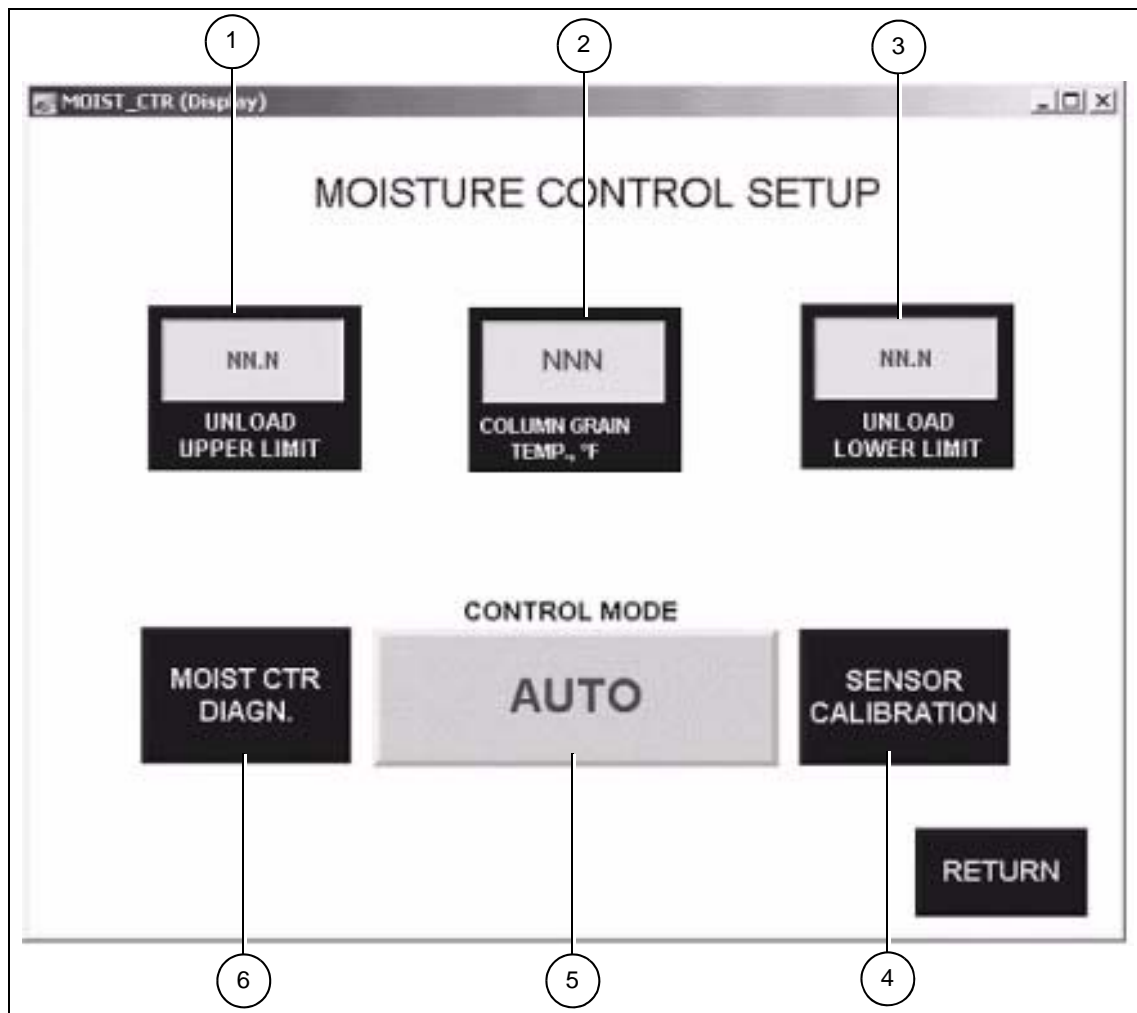 1 2 3
MOIST_CTR (Display)
MOISTURE CONTROL SETUP
NN.N
UNLOAD
UPPER LIMIT
NNN
COLUMN GRAIN
TEMP., °F
NN.N
UNLOAD
LOWER LIMIT
CONTROL MODE
MOIST CTR
DIAGN.
AUTO
SENSOR
CALIBRATION
RETURN
6 5 4